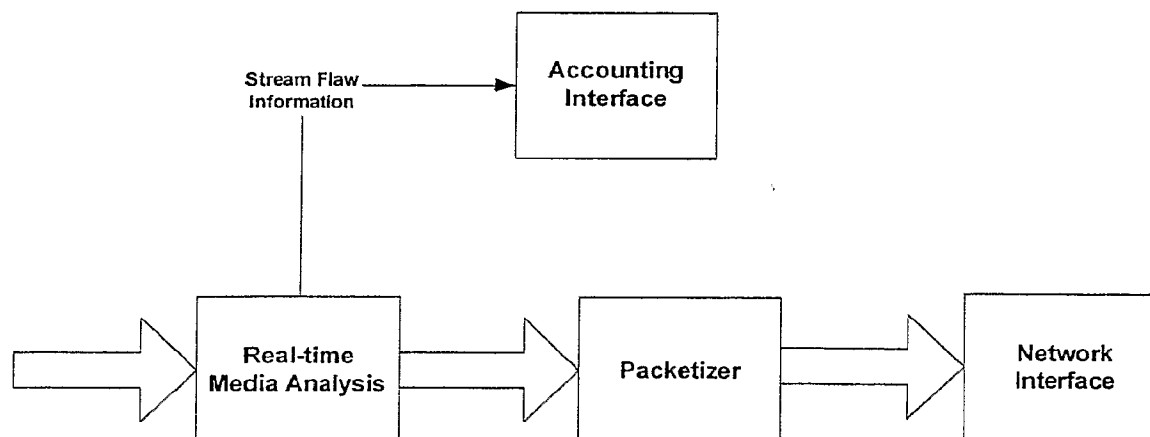 Stream Flaw
Information
Accounting
Interface
Real-time
Media Analysis
Packetizer
Network
Interface